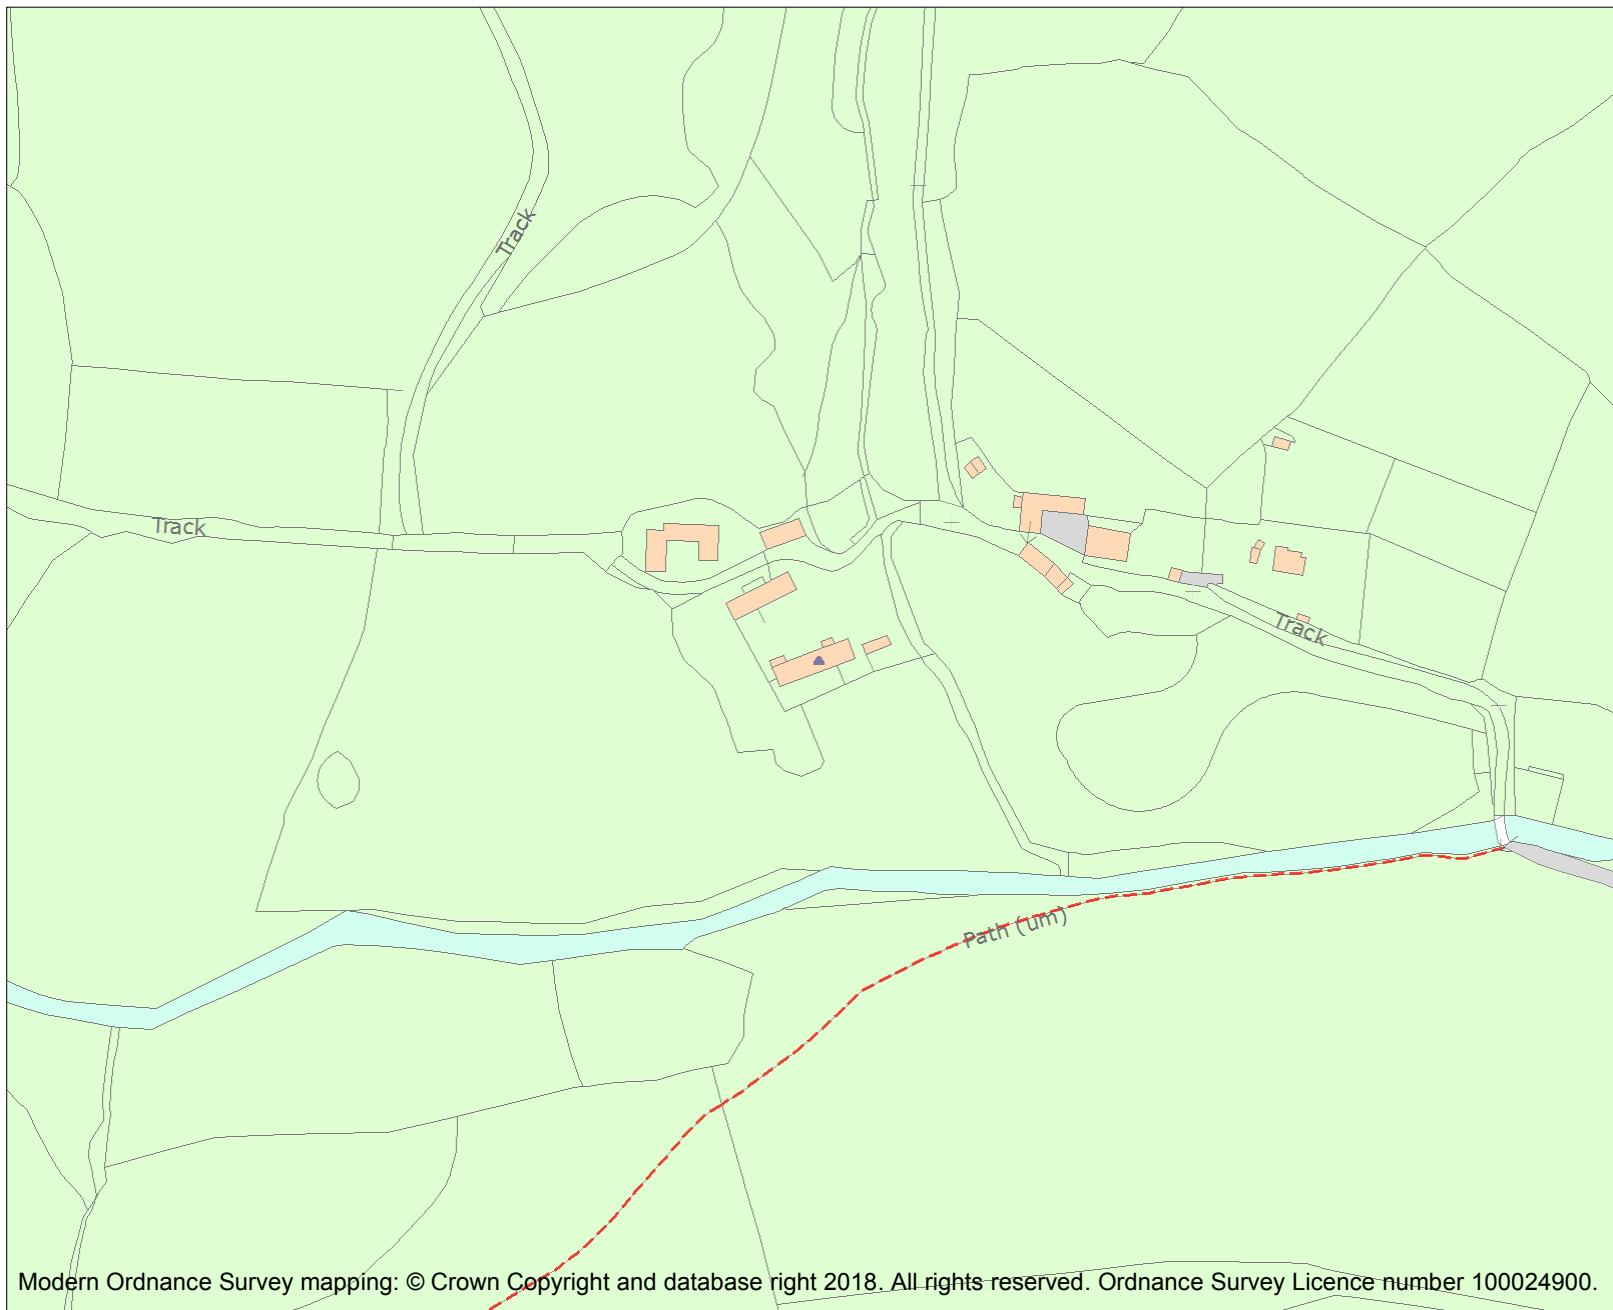 Track
Track
Track
Path (um)
Modern Ordnance Survey mapping: © Crown Copyright and database right 2018. All rights reserved. Ordnance Survey Licence number 100024900.